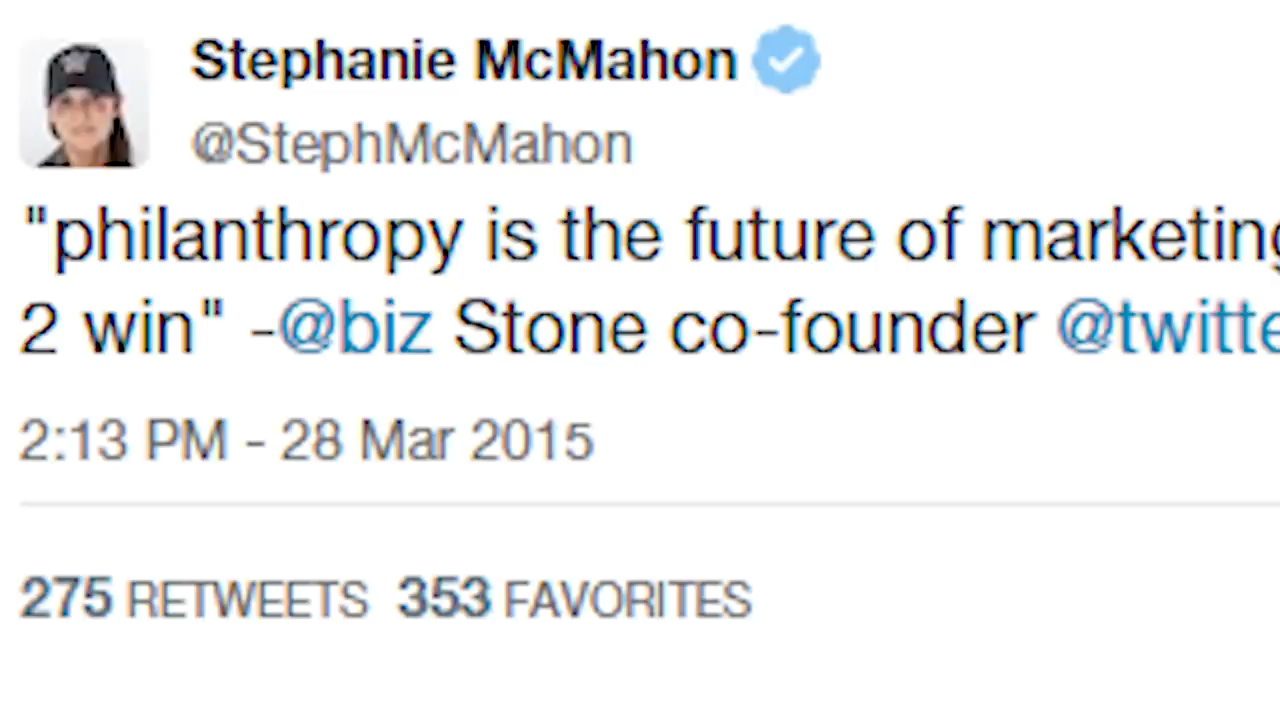 Stephanie McMahon
@StephMcMahon
"philanthropy is the future of marketing
2 win" -@biz Stone co-founder @twitte
2:13 PM - 28 Mar 2015
275 RETWEETS 353 FAVORITES